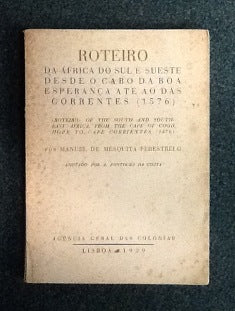 ROTEIRO
DA ÁFRICA DO SUL E SUESTE
DESDE O CABO DA BOA
ESPERANÇA ATE AO DAS
CORRENTES (1576)
(ROTEIRO OF THE SOUTH AND SOUTH-
EAST AFRICA, FROM THE CAPE OF GOOD
HOPE TO CAPE CORRIENTES (1576)
POR MANUEL DE MESQUITA PERESTRELO
ANOTADO POR A. FONTOURA DA COSTA
AGÊNCIA GERAL DAS COLÓNIAS
LISBOA 1939